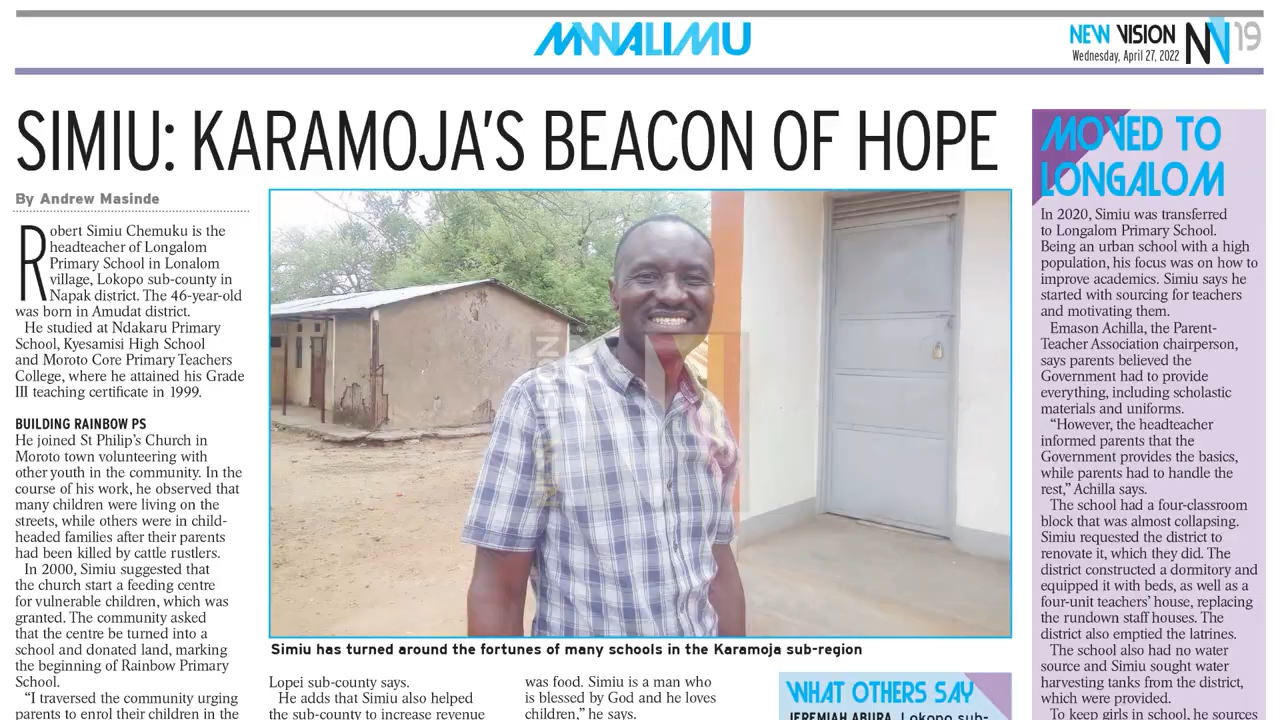 MWALIMU
NEW VISION
Wednesday, April 27, 2022
19
SIMIU: KARAMOJA'S BEACON OF HOPE
By Andrew Masinde
Robert Simiu Chemuku is the
headteacher of Longalom
Primary School in Lonalom
village, Lokopo sub-county in
Napak district. The 46-year-old
was born in Amudat district.
He studied at Ndakaru Primary
School, Kyesamisi High School
and Moroto Core Primary Teachers
College, where he attained his Grade
III teaching certificate in 1999.
BUILDING RAINBOW PS
He joined St Philip's Church in
Moroto town volunteering with
other youth in the community. In the
course of his work, he observed that
many children were living on the
streets, while others were in child-
headed families after their parents
had been killed by cattle rustlers.
In 2000, Simiu suggested that
the church start a feeding centre
for vulnerable children, which was
granted. The community asked
that the centre be turned into a
school and donated land, marking
the beginning of Rainbow Primary
School.
“I traversed the community urging
parents to enrol their children in the
Simiu has turned around the fortunes of many schools in the Karamoja sub-region
Lopei sub-county says.
He adds that Simiu also helped
the sub-county to increase revenue
was food. Simiu is a man who
is blessed by God and he loves
children,” he says.
WHAT OTHERS SAY
JEREMIAH ABURA, Lokopo sub-
MOVED TO
LONGALOM
In 2020, Simiu was transferred
to Longalom Primary School.
Being an urban school with a high
population, his focus was on how to
improve academics. Simiu says he
started with sourcing for teachers
and motivating them.
Emason Achilla, the Parent-
Teacher Association chairperson,
says parents believed the
Government had to provide
everything, including scholastic
materials and uniforms.
“However, the headteacher
informed parents that the
Government provides the basics,
while parents had to handle the
rest,” Achilla says.
The school had a four-classroom
block that was almost collapsing.
Simiu requested the district to
renovate it, which they did. The
district constructed a dormitory and
equipped it with beds, as well as a
four-unit teachers' house, replacing
the rundown staff houses. The
district also emptied the latrines.
The school also had no water
source and Simiu sought water
harvesting tanks from the district,
which were provided.
To keep girls in school, he sources